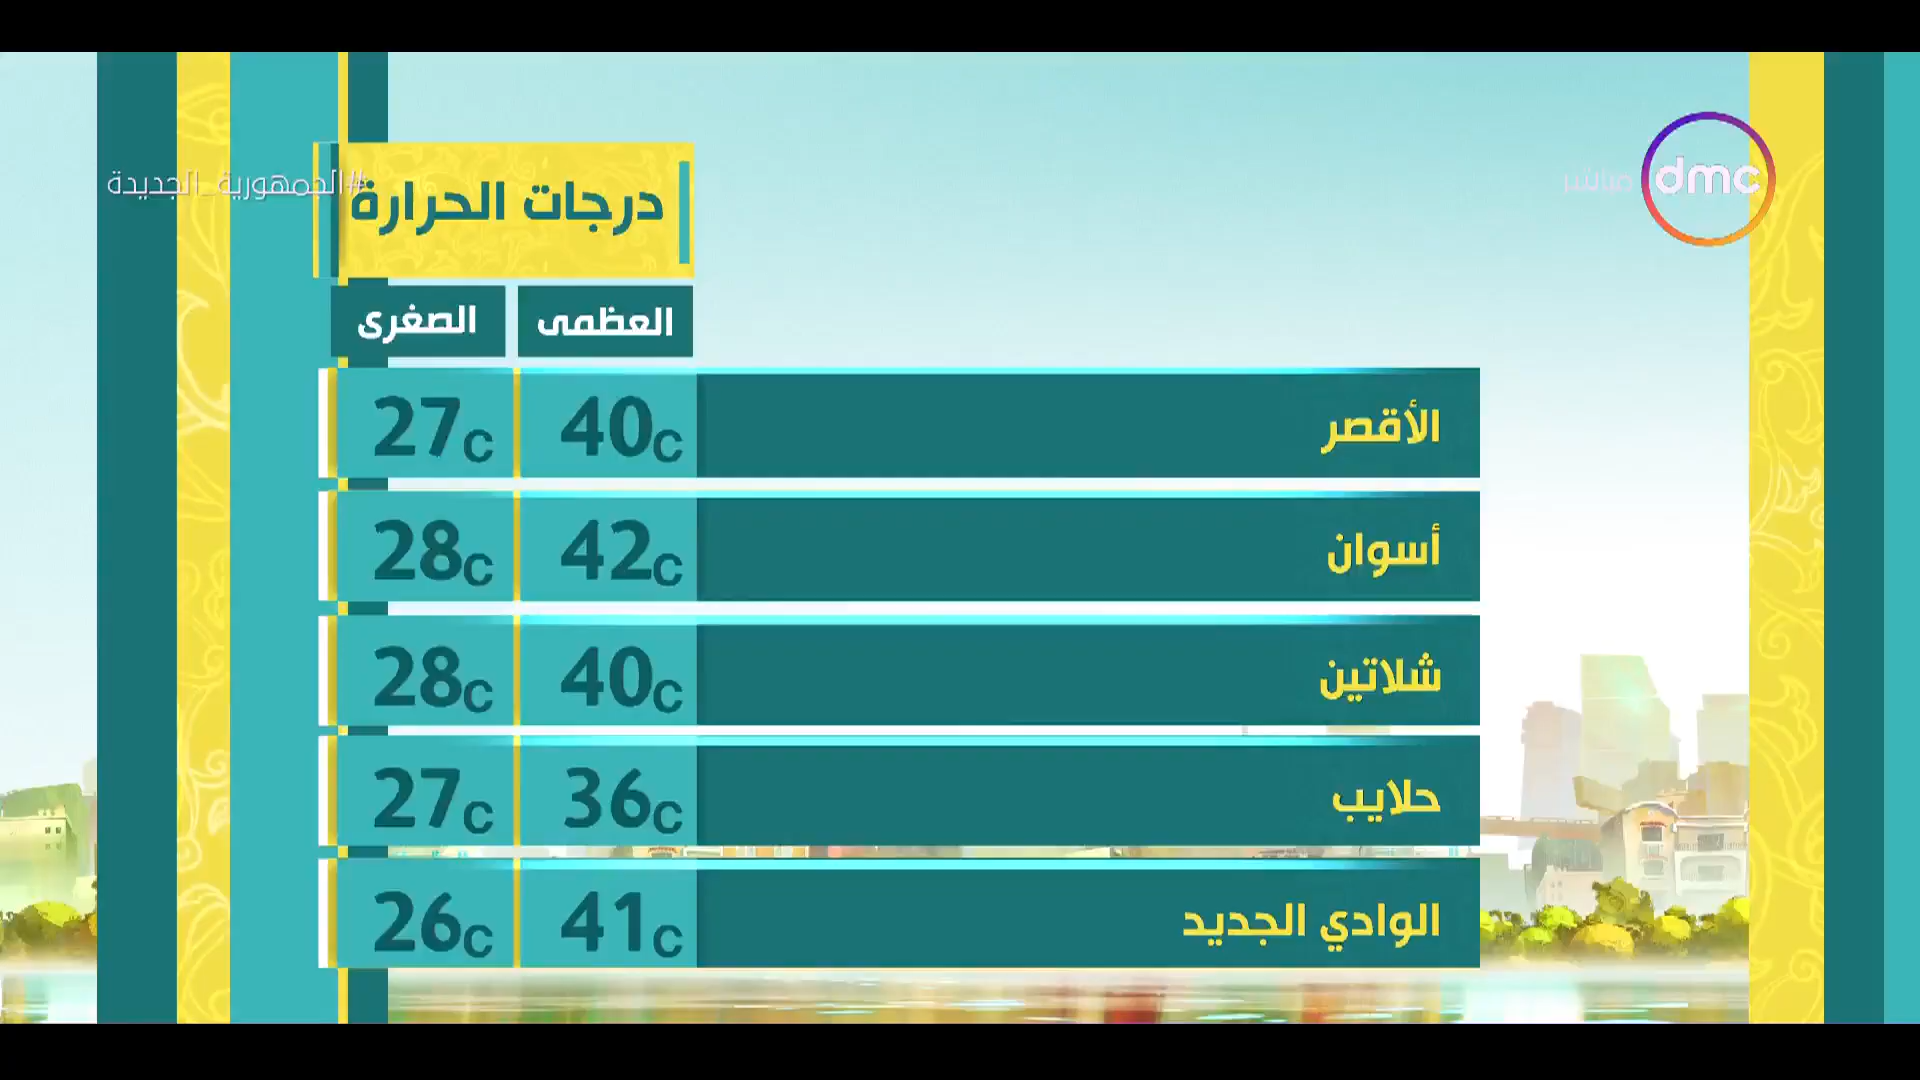 dmc مباشر
#الجمهورية_الجديدة
درجات الحرارة
العظمى الصغرى
الأقصر 40c 27c
أسوان 42c 28c
شلاتين 40c 28c
حلايب 36c 27c
الوادي الجديد 41c 26c